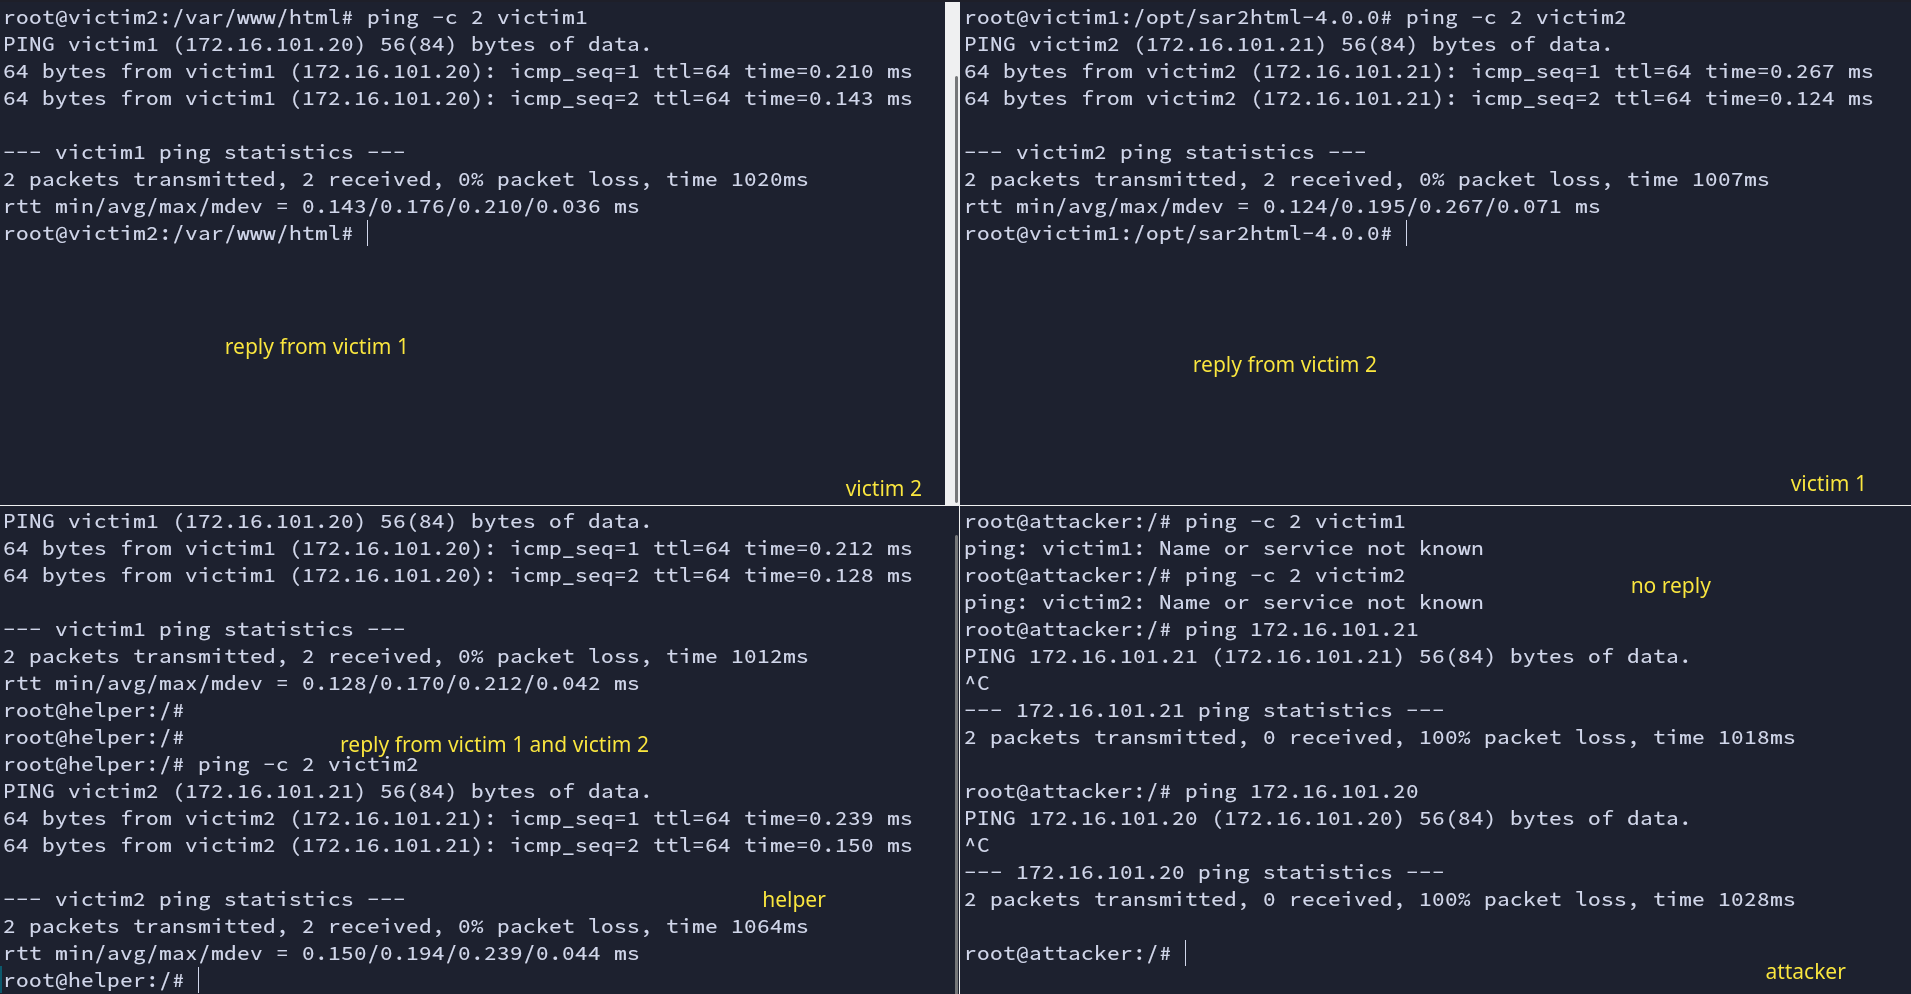 root@victim2:/var/www/html# ping -c 2 victim1
PING victim1 (172.16.101.20) 56(84) bytes of data.
64 bytes from victim1 (172.16.101.20): icmp_seq=1 ttl=64 time=0.210 ms
64 bytes from victim1 (172.16.101.20): icmp_seq=2 ttl=64 time=0.143 ms
--- victim1 ping statistics ---
2 packets transmitted, 2 received, 0% packet loss, time 1020ms
rtt min/avg/max/mdev = 0.143/0.176/0.210/0.036 ms
root@victim2:/var/www/html#
reply from victim 1
victim 2
root@victim1:/opt/sar2html-4.0.0# ping -c 2 victim2
PING victim2 (172.16.101.21) 56(84) bytes of data.
64 bytes from victim2 (172.16.101.21): icmp_seq=1 ttl=64 time=0.267 ms
64 bytes from victim2 (172.16.101.21): icmp_seq=2 ttl=64 time=0.124 ms
--- victim2 ping statistics ---
2 packets transmitted, 2 received, 0% packet loss, time 1007ms
rtt min/avg/max/mdev = 0.124/0.195/0.267/0.071 ms
root@victim1:/opt/sar2html-4.0.0#
reply from victim 2
victim 1
PING victim1 (172.16.101.20) 56(84) bytes of data.
64 bytes from victim1 (172.16.101.20): icmp_seq=1 ttl=64 time=0.212 ms
64 bytes from victim1 (172.16.101.20): icmp_seq=2 ttl=64 time=0.128 ms
--- victim1 ping statistics ---
2 packets transmitted, 2 received, 0% packet loss, time 1012ms
rtt min/avg/max/mdev = 0.128/0.170/0.212/0.042 ms
root@helper:/#
root@helper:/#
reply from victim 1 and victim 2
root@helper:/# ping -c 2 victim2
PING victim2 (172.16.101.21) 56(84) bytes of data.
64 bytes from victim2 (172.16.101.21): icmp_seq=1 ttl=64 time=0.239 ms
64 bytes from victim2 (172.16.101.21): icmp_seq=2 ttl=64 time=0.150 ms
--- victim2 ping statistics ---
helper
2 packets transmitted, 2 received, 0% packet loss, time 1064ms
rtt min/avg/max/mdev = 0.150/0.194/0.239/0.044 ms
root@helper:/#
root@attacker:/# ping -c 2 victim1
ping: victim1: Name or service not known
root@attacker:/# ping -c 2 victim2
no reply
ping: victim2: Name or service not known
root@attacker:/# ping 172.16.101.21
PING 172.16.101.21 (172.16.101.21) 56(84) bytes of data.
^C
--- 172.16.101.21 ping statistics ---
2 packets transmitted, 0 received, 100% packet loss, time 1018ms
root@attacker:/# ping 172.16.101.20
PING 172.16.101.20 (172.16.101.20) 56(84) bytes of data.
^C
--- 172.16.101.20 ping statistics ---
2 packets transmitted, 0 received, 100% packet loss, time 1028ms
root@attacker:/#
attacker